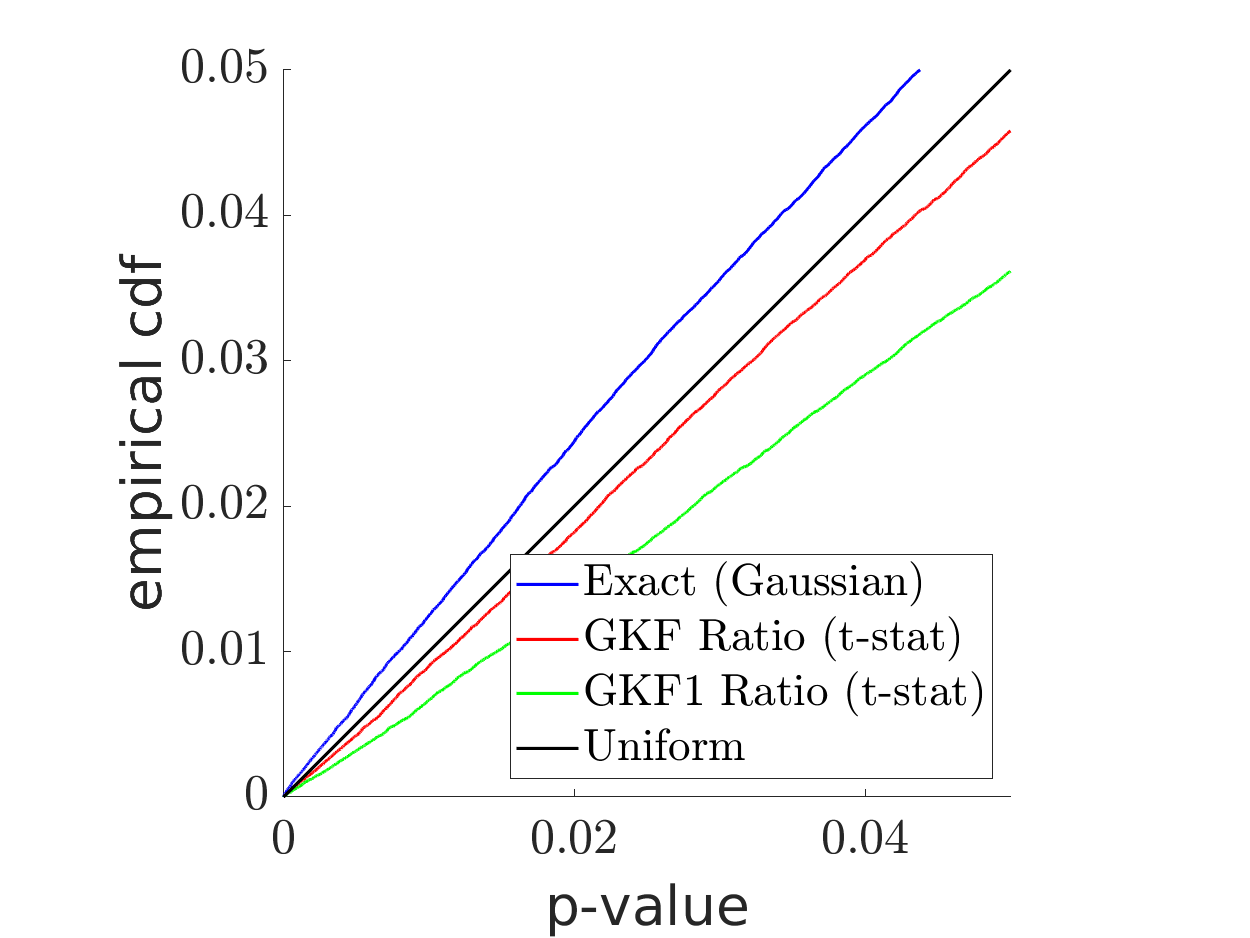 0.05
0.04
0.03
0.02
0.01
0
empirical cdf
Exact (Gaussian)
GKF Ratio (t-stat)
GKF1 Ratio (t-stat)
Uniform
0
0.02
0.04
p-value